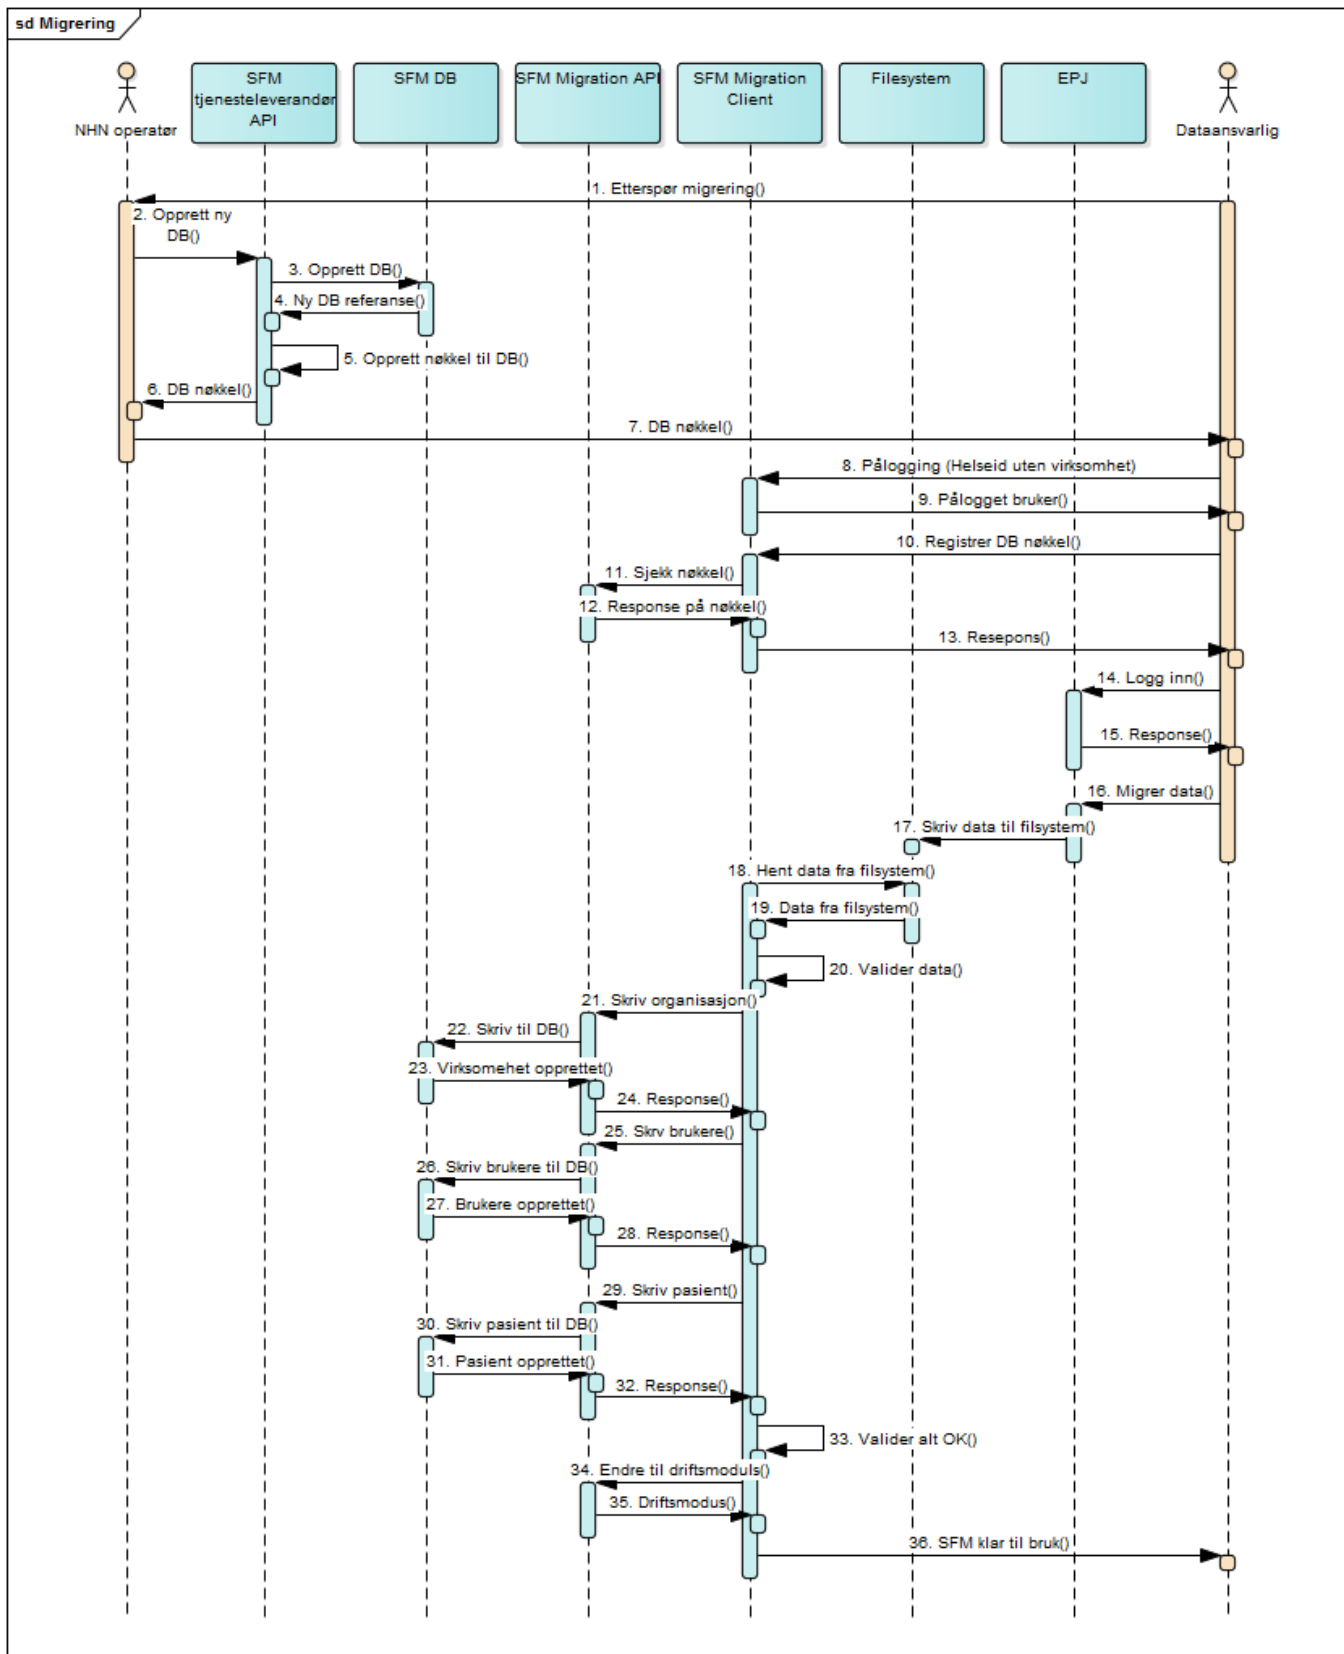 sd Migrering
SFM
tjenesteleverandør
API
SFM DB
SFM Migration API
SFM Migration
Client
Filesystem
EPJ
NHN operatør
Dataansvarlig
1. Etterspør migrering()
2. Opprett ny
DB()
3. Opprett DB()
4. Ny DB referanse()
5. Opprett nøkkel til DB()
6. DB nøkkel()
7. DB nøkkel()
8. Pålogging (Helseid uten virksomhet)
9. Pålogget bruker()
10. Registrer DB nøkkel()
11. Sjekk nøkkel()
12. Response på nøkkel()
13. Resepons()
14. Logg inn()
15. Response()
16. Migrer data()
17. Skriv data til filsystem()
18. Hent data fra filsystem()
19. Data fra filsystem()
20. Valider data()
21. Skriv organisasjon()
22. Skriv til DB()
23. Virksomehet opprettet()
24. Response()
25. Skrv brukere()
26. Skriv brukere til DB()
27. Brukere opprettet()
28. Response()
29. Skriv pasient()
30. Skriv pasient til DB()
31. Pasient opprettet()
32. Response()
33. Valider alt OK()
34. Endre til driftsmoduls()
35. Driftsmodus()
36. SFM klar til bruk()